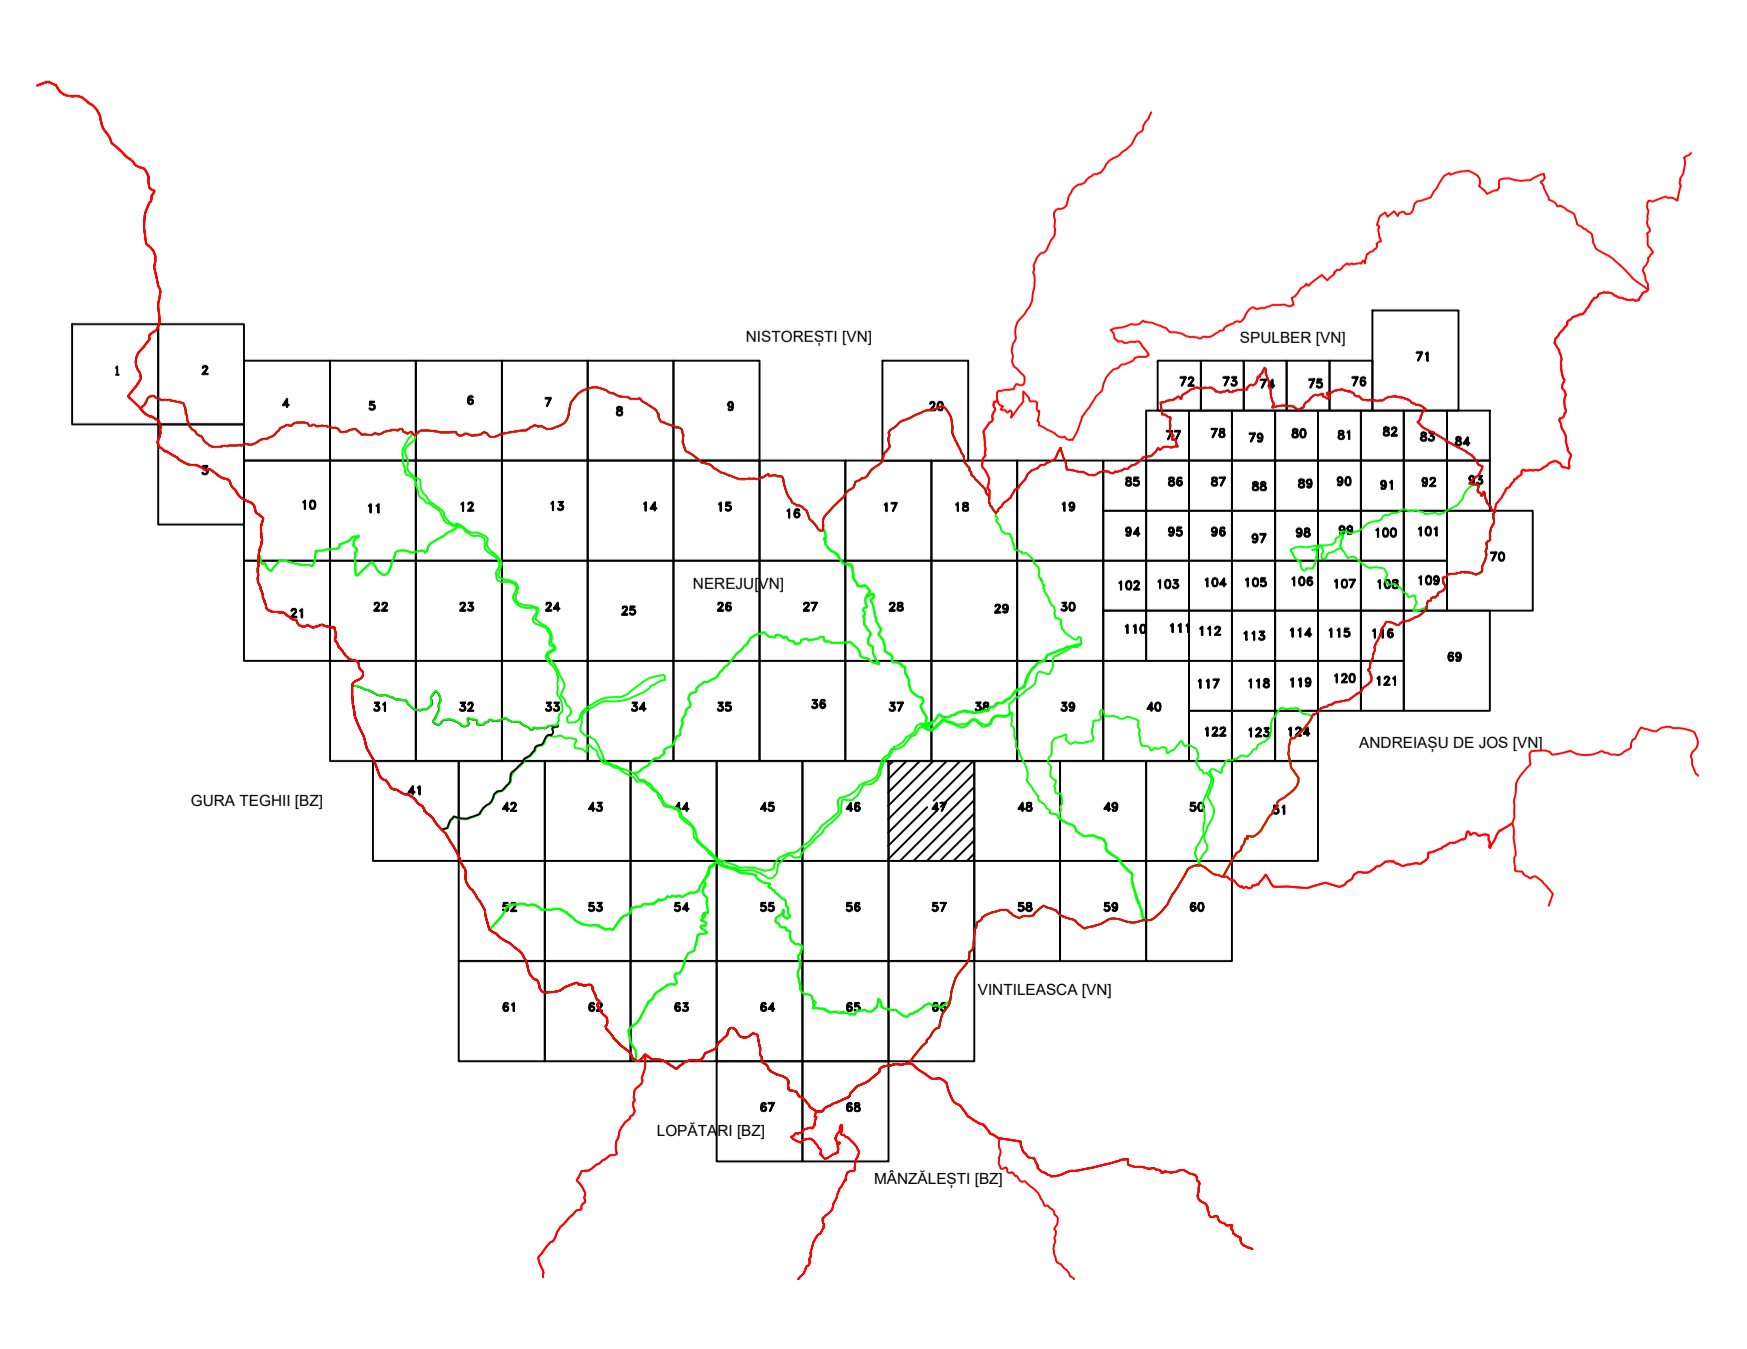 NISTOREȘTI [VN]
SPULBER [VN]
71
1
2
72 73 74 75 76
4 5 6 7 8 9
20
77 78 79 80 81 82 83 84
3
85 86 87 88 89 90 91 92 93
10 11 12 13 14 15 16 17 18 19
94 95 96 97 98 99 100 101
70
NEREJU[VN]
102 103 104 105 106 107 108 109
21 22 23 24 25 26 27 28 29 30
110 111 112 113 114 115 116
69
117 118 119 120 121
31 32 33 34 35 36 37 38 39 40
122 123 124
ANDREIAȘU DE JOS [VN]
GURA TEGHII [BZ]
41 42 43 44 45 46 47 48 49 50 51
52 53 54 55 56 57 58 59 60
VINTILEASCA [VN]
61 62 63 64 65 66
67 68
LOPĂTARI [BZ]
MÂNZĂLEȘTI [BZ]